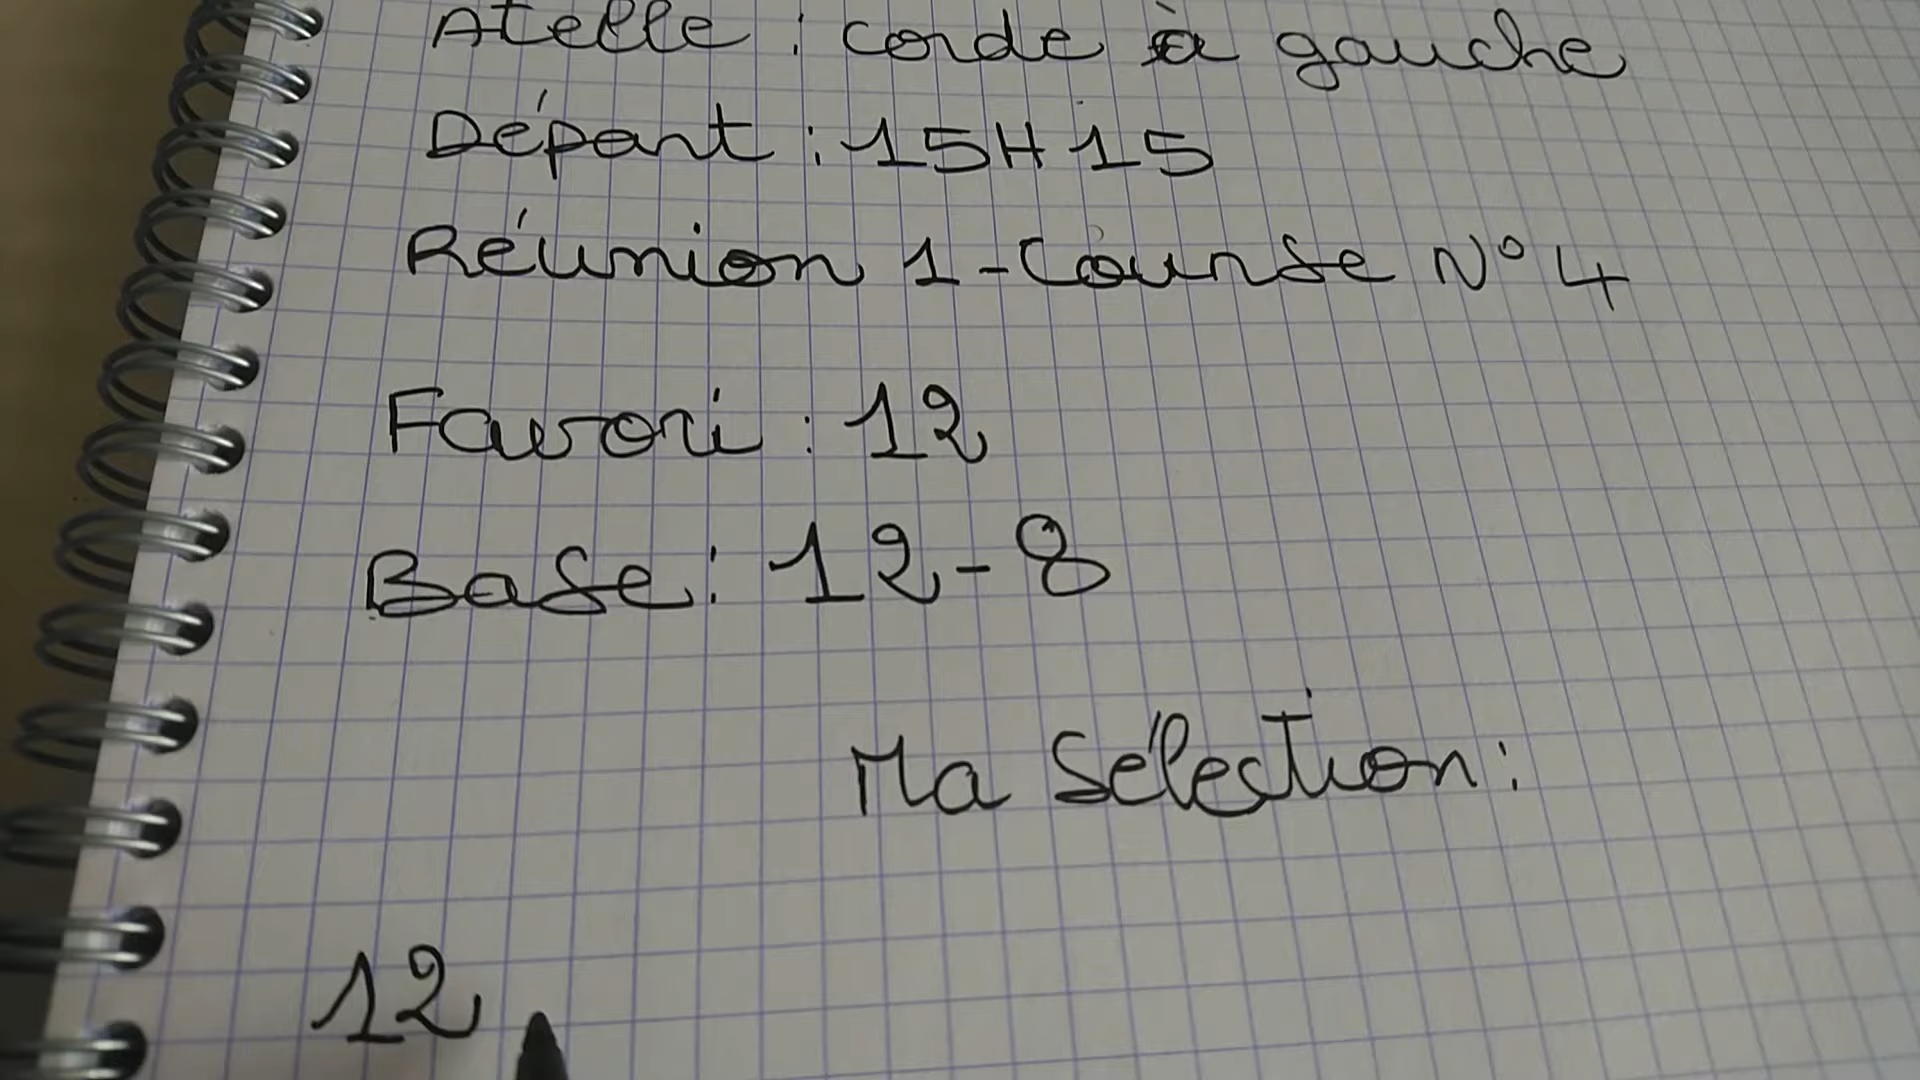 Atelle : corde à gauche
Départ : 15H15
Réunion 1 - Course N° 4
Favori : 12
Base : 12 - 8
Ma Sélection :
12